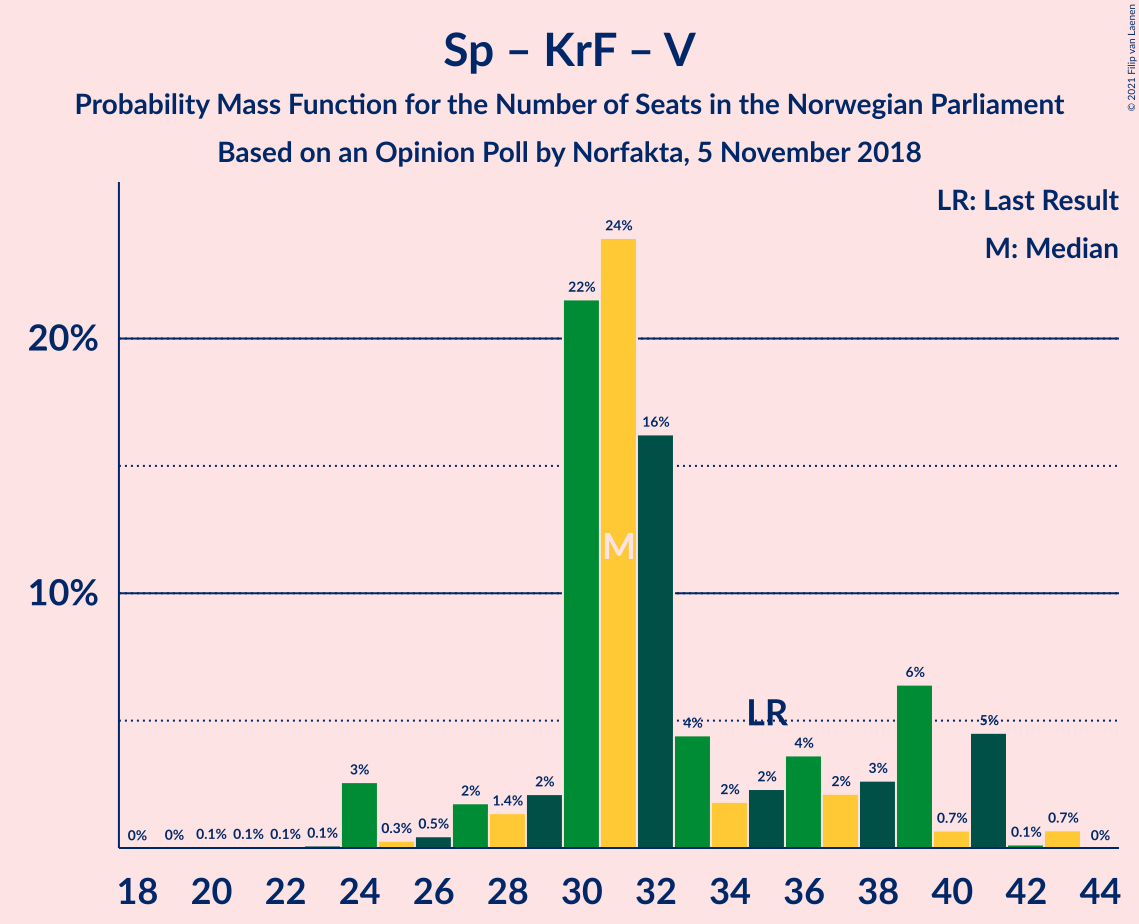 Sp – KrF – V
Probability Mass Function for the Number of Seats in the Norwegian Parliament
Based on an Opinion Poll by Norfakta, 5 November 2018
© 2021 Filip van Laenen
LR: Last Result
M: Median
20%
10%
0% 0% 0.1% 0.1% 0.1% 0.1% 3% 0.3% 0.5% 2% 1.4% 2% 22% 24% 16% 4% 2% 2% 4% 2% 3% 6% 0.7% 5% 0.1% 0.7% 0%
M
LR
18 20 22 24 26 28 30 32 34 36 38 40 42 44